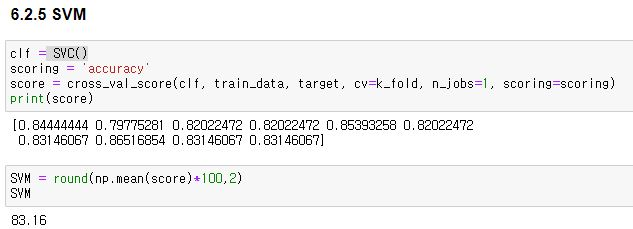 6.2.5 SVM
clf = SVC()
scoring = 'accuracy'
score = cross_val_score(clf, train_data, target, cv=k_fold, n_jobs=1, scoring=scoring)
print(score)
[0.84444444 0.79775281 0.82022472 0.82022472 0.85393258 0.82022472
0.83146067 0.86516854 0.83146067 0.83146067]
SVM = round(np.mean(score)*100,2)
SVM
83.16